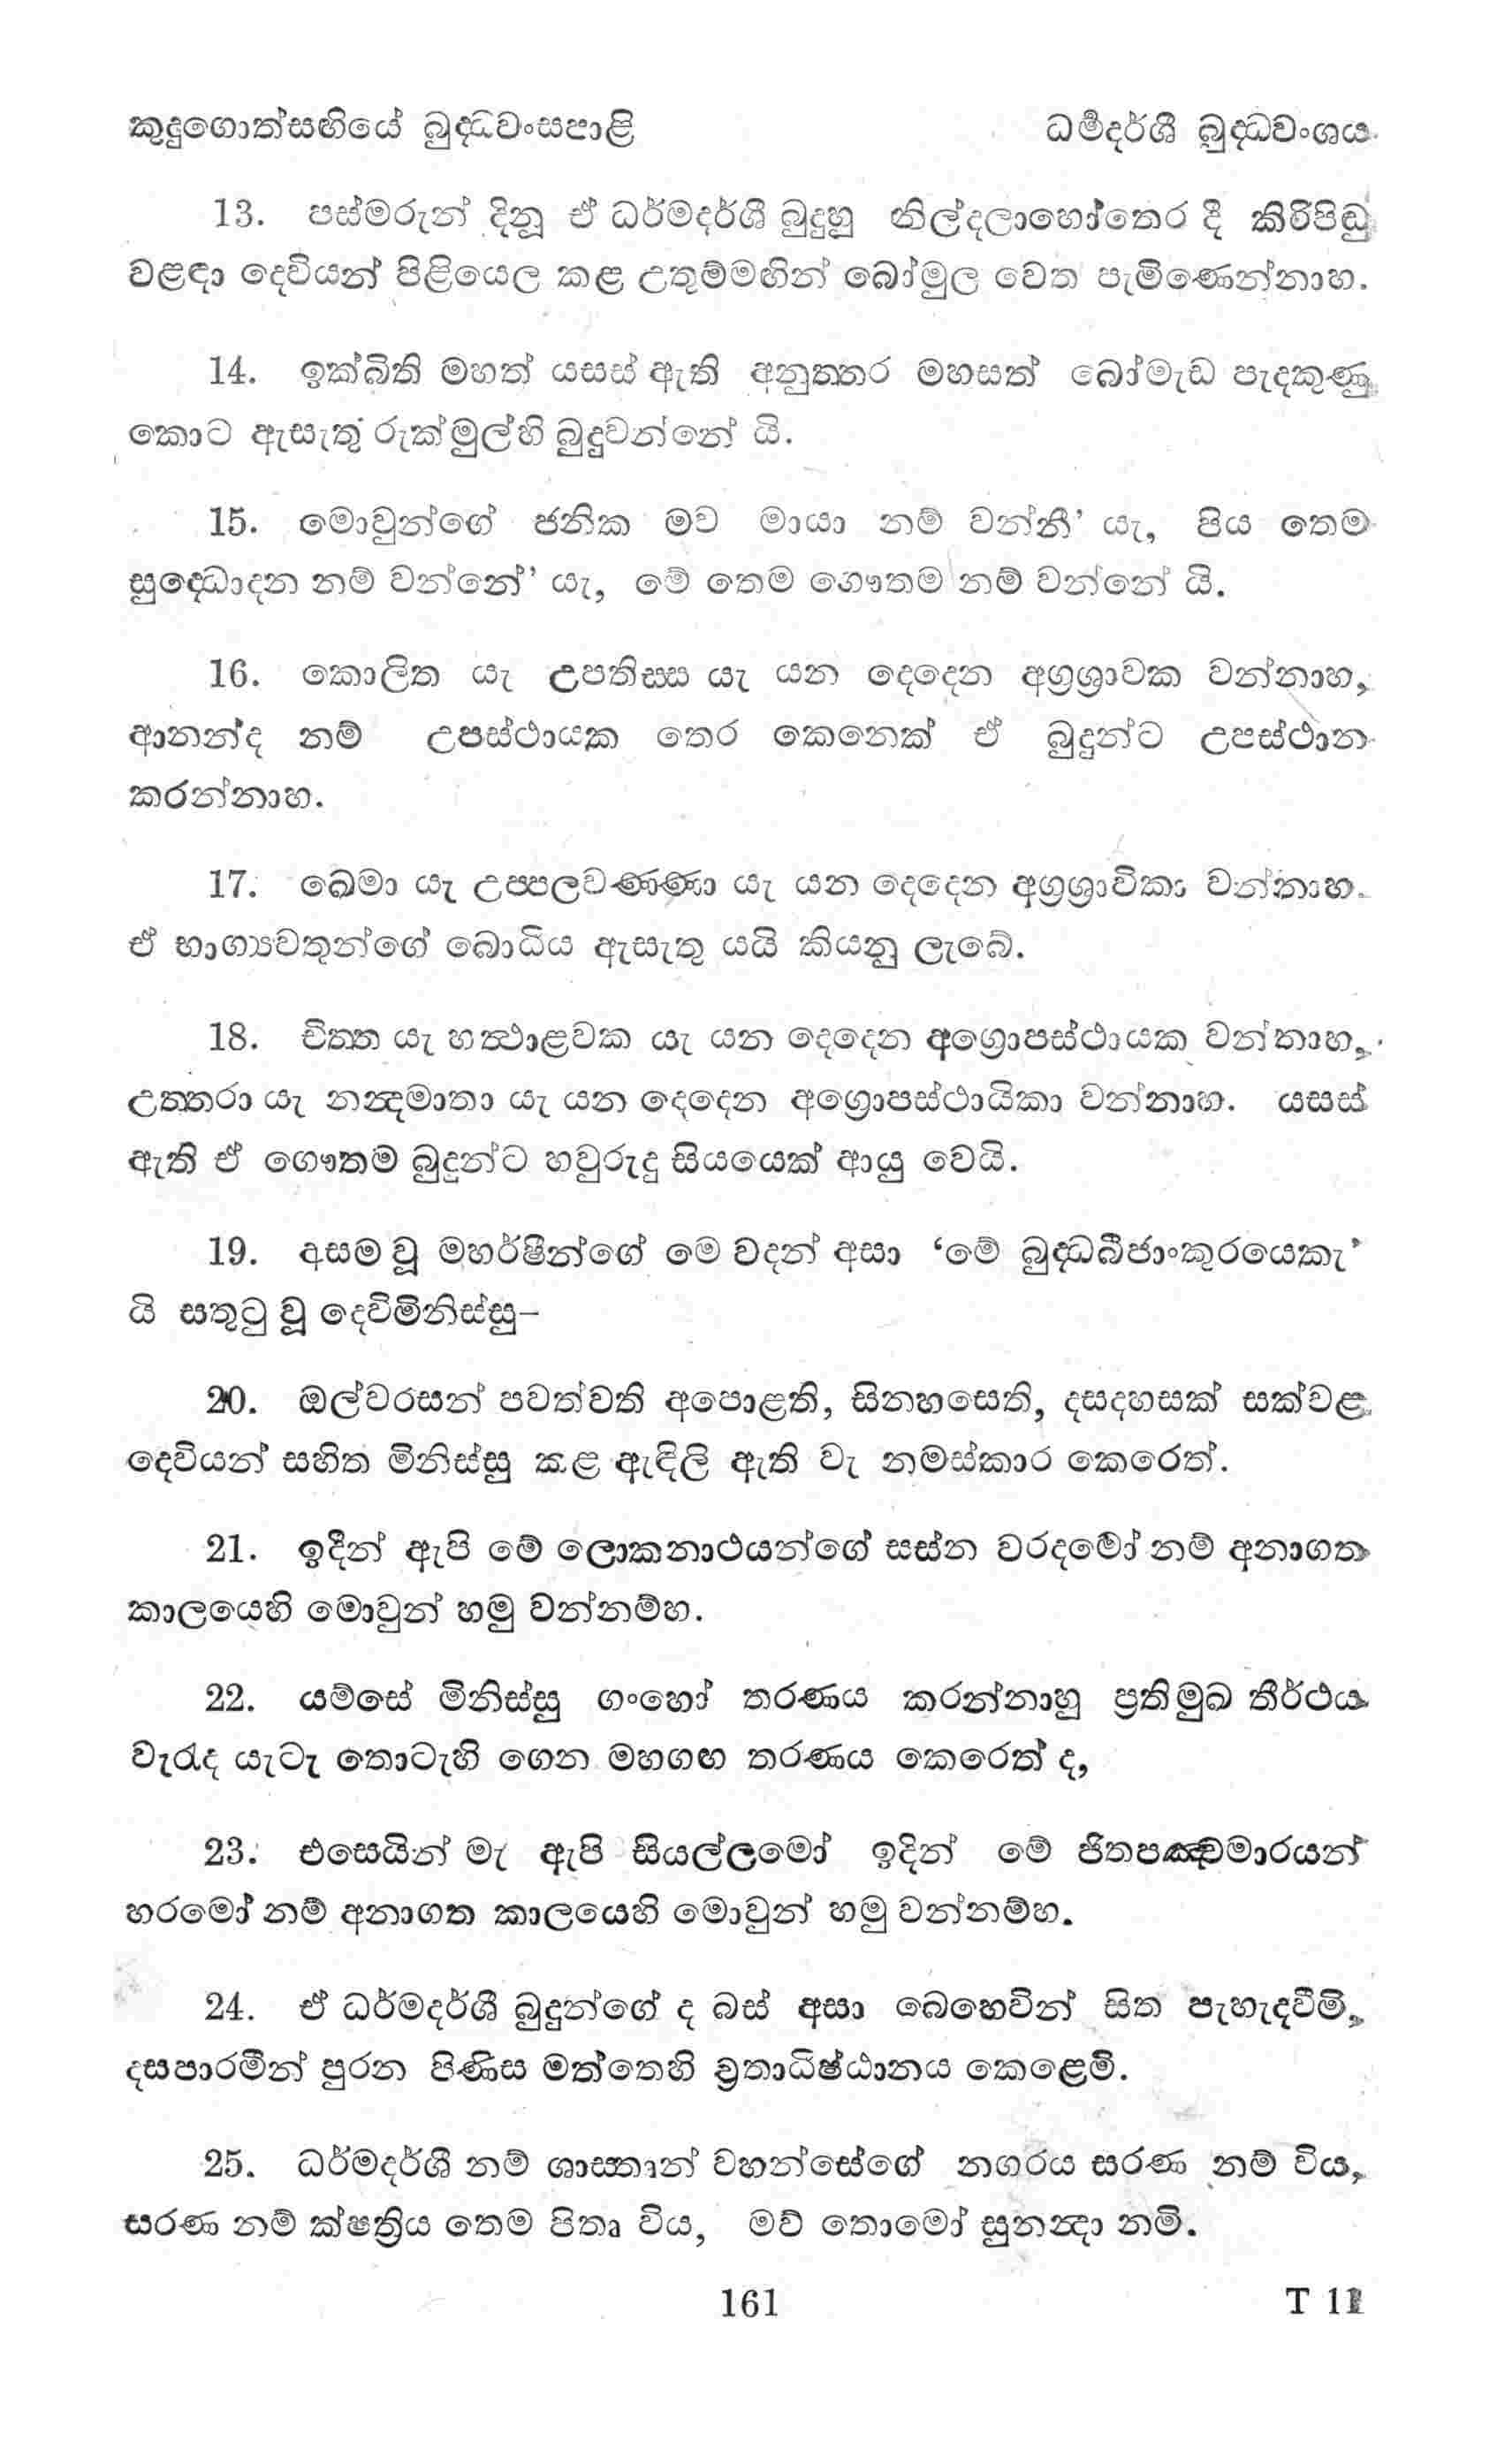 කුදුගොත්සඟියේ බුද්ධවංසපාළි ධර්මදර්ශී බුද්ධවංශය
13. පස්මරුන් දිනූ ඒ ධර්මදර්ශී බුදුහු නිල්දලාහෝතෙර දී කිරිපිඬු
වළඳා දෙවියන් පිළියෙල කළ උතුම්මඟින් බෝමුල වෙත පැමිණෙන්නාහ.
14. ඉක්බිති මහත් යසස් ඇති අනුත්තර මහසත් බෝමැඩ පැදකුණු
කොට ඇසැතු රුක්මුල්හි බුදුවන්නේ යි.
15. මොවුන්ගේ ජනික මව මායා නම් වන්නී’ යැ, පිය තෙම
සුද්ධොදන නම් වන්නේ’ යැ, මේ තෙම ගෞතම නම් වන්නේ යි.
16. කොලිත යැ උපතිස්ස යැ යන දෙදෙන අග්‍රශ්‍රාවක වන්නාහ,
ආනන්ද නම් උපස්ථායක තෙර කෙනෙක් ඒ බුදුන්ට උපස්ථාන
කරන්නාහ.
17. ඛෙමා යැ උප්පලවණ්ණා යැ යන දෙදෙන අග්‍රශ්‍රාවිකා වන්නාහ.
ඒ භාග්‍යවතුන්ගේ බොධිය ඇසැතු යයි කියනු ලැබේ.
18. චිත්ත යැ හත්ථාළවක යැ යන දෙදෙන අග්‍රොපස්ථායක වන්නාහ,
උත්තරා යැ නන්දමාතා යැ යන දෙදෙන අග්‍රොපස්ථායිකා වන්නාහ. යසස්
ඇති ඒ ගෞතම බුදුන්ට හවුරුදු සියයෙක් ආයු වෙයි.
19. අසම වූ මහර්ෂීන්ගේ මෙ වදන් අසා ‘මේ බුද්ධබීජාංකුරයෙකැ’
යි සතුටු වූ දෙව්මිනිස්සු–
20. ඔල්වරසන් පවත්වති අපොළති, සිනහසෙති, දසදහසක් සක්වළ
දෙවියන් සහිත මිනිස්සු කළ ඇඳිලි ඇති වැ නමස්කාර කෙරෙත්.
21. ඉදීන් ඇපි මේ ලොකනාථයන්ගේ සස්න වරදමෝ නම් අනාගත
කාලයෙහි මොවුන් හමු වන්නම්හ.
22. යම්සේ මිනිස්සු ගංහෝ තරණය කරන්නාහු ප්‍රතිමුඛ තීර්ථය
වැරැද යැටැ තොටැහි ගෙන මහගඟ තරණය කෙරෙත් ද,
23. එසෙයින් මැ ඇපි සියල්ලමෝ ඉදින් මේ ජිතපඤ්චමාරයන්
හරමෝ නම් අනාගත කාලයෙහි මොවුන් හමු වන්නම්හ.
24. ඒ ධර්මදර්ශී බුදුන්ගේ ද බස් අසා බෙහෙවින් සිත පැහැදවීමි,
දසපාරමීන් පුරන පිණිස මත්තෙහි ව්‍රතාධිෂ්ඨානය කෙළෙමි.
25. ධර්මදර්ශී නම් ශාස්තෘන් වහන්සේගේ නගරය සරණ නම් විය,
සරණ නම් ක්ෂත්‍රිය තෙම පිතෘ විය, මව් තොමෝ සුනන්දා නමි.
161 T 11